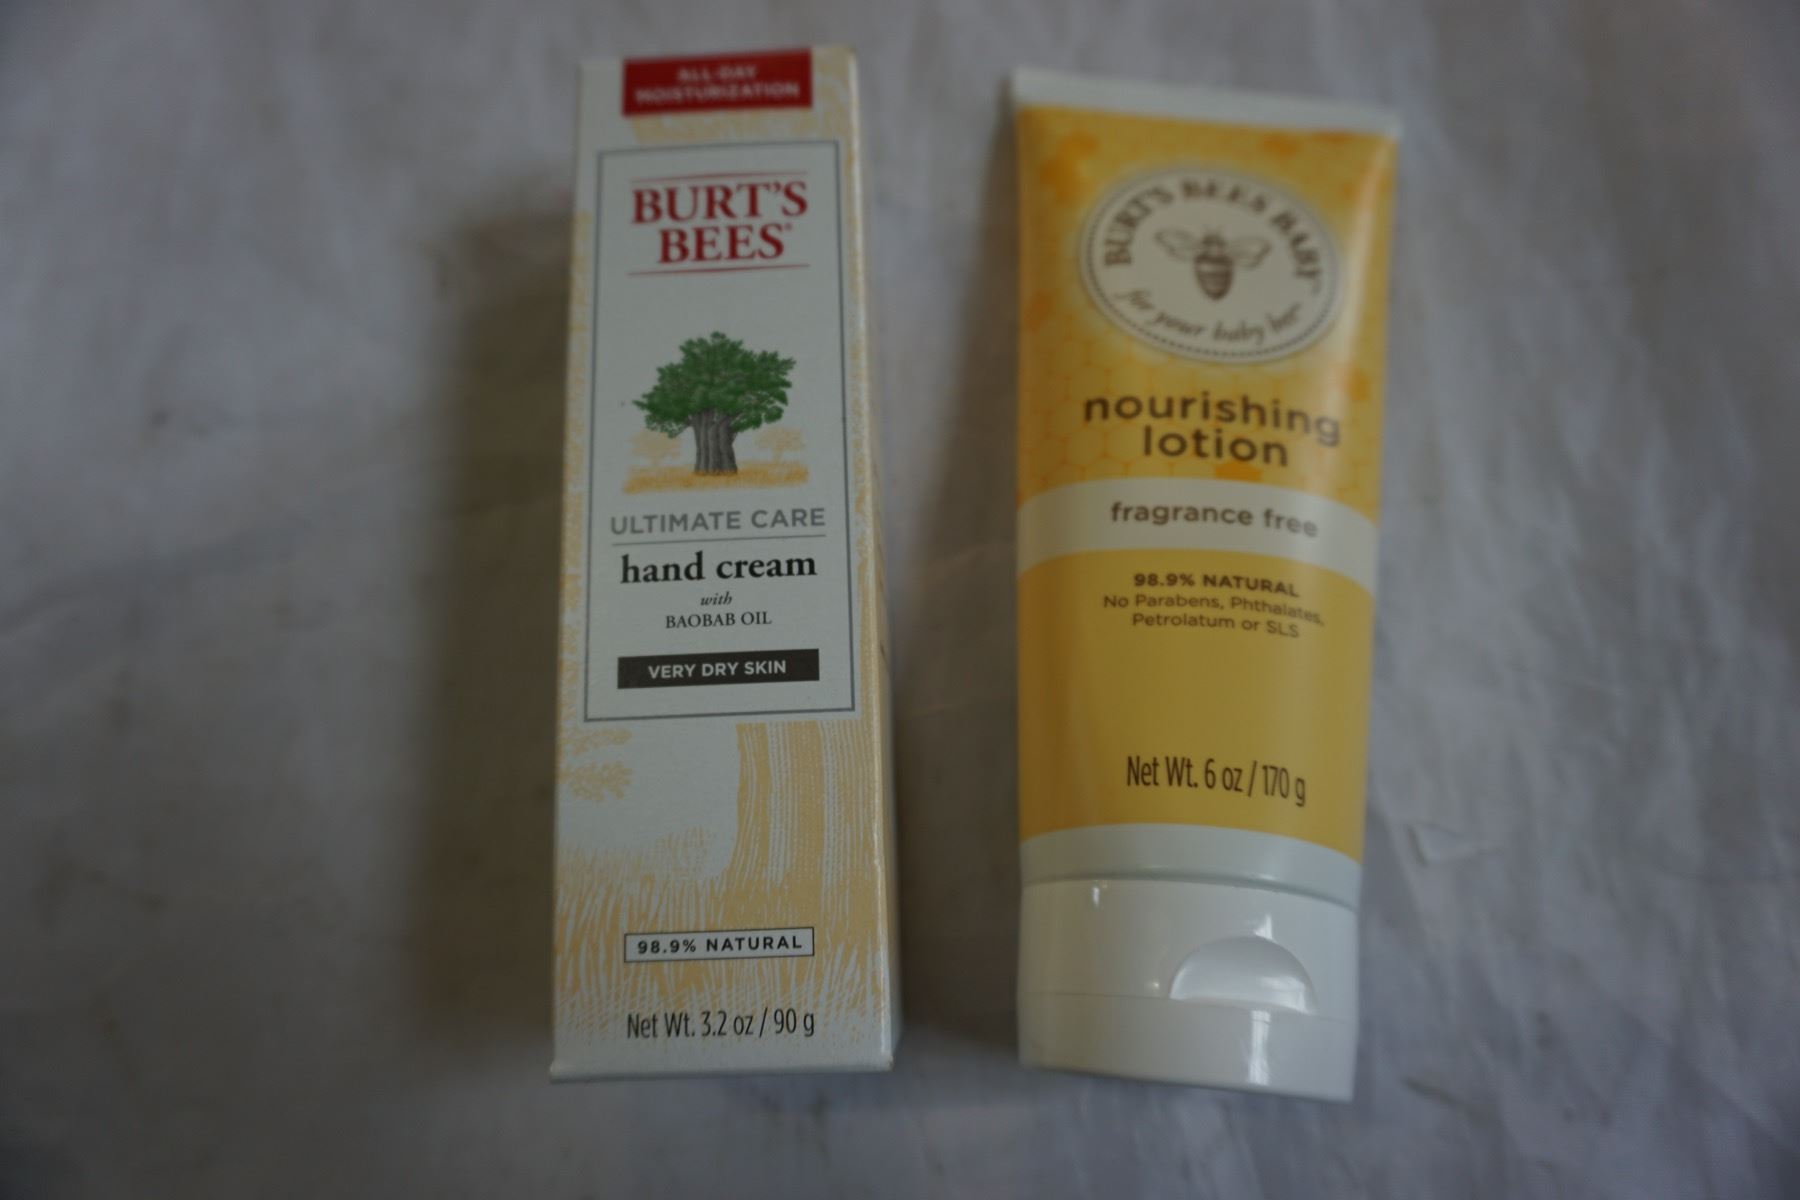 ALL-DAY
MOISTURIZATION
BURT'S
BEES®
ULTIMATE CARE
hand cream
with
BAOBAB OIL
VERY DRY SKIN
98.9% NATURAL
Net Wt. 3.2 oz / 90 g
BURT'S BEES BABY™
for your baby bee™
nourishing
lotion
fragrance free
98.9% NATURAL
No Parabens, Phthalates,
Petrolatum or SLS
Net Wt. 6 oz / 170 g